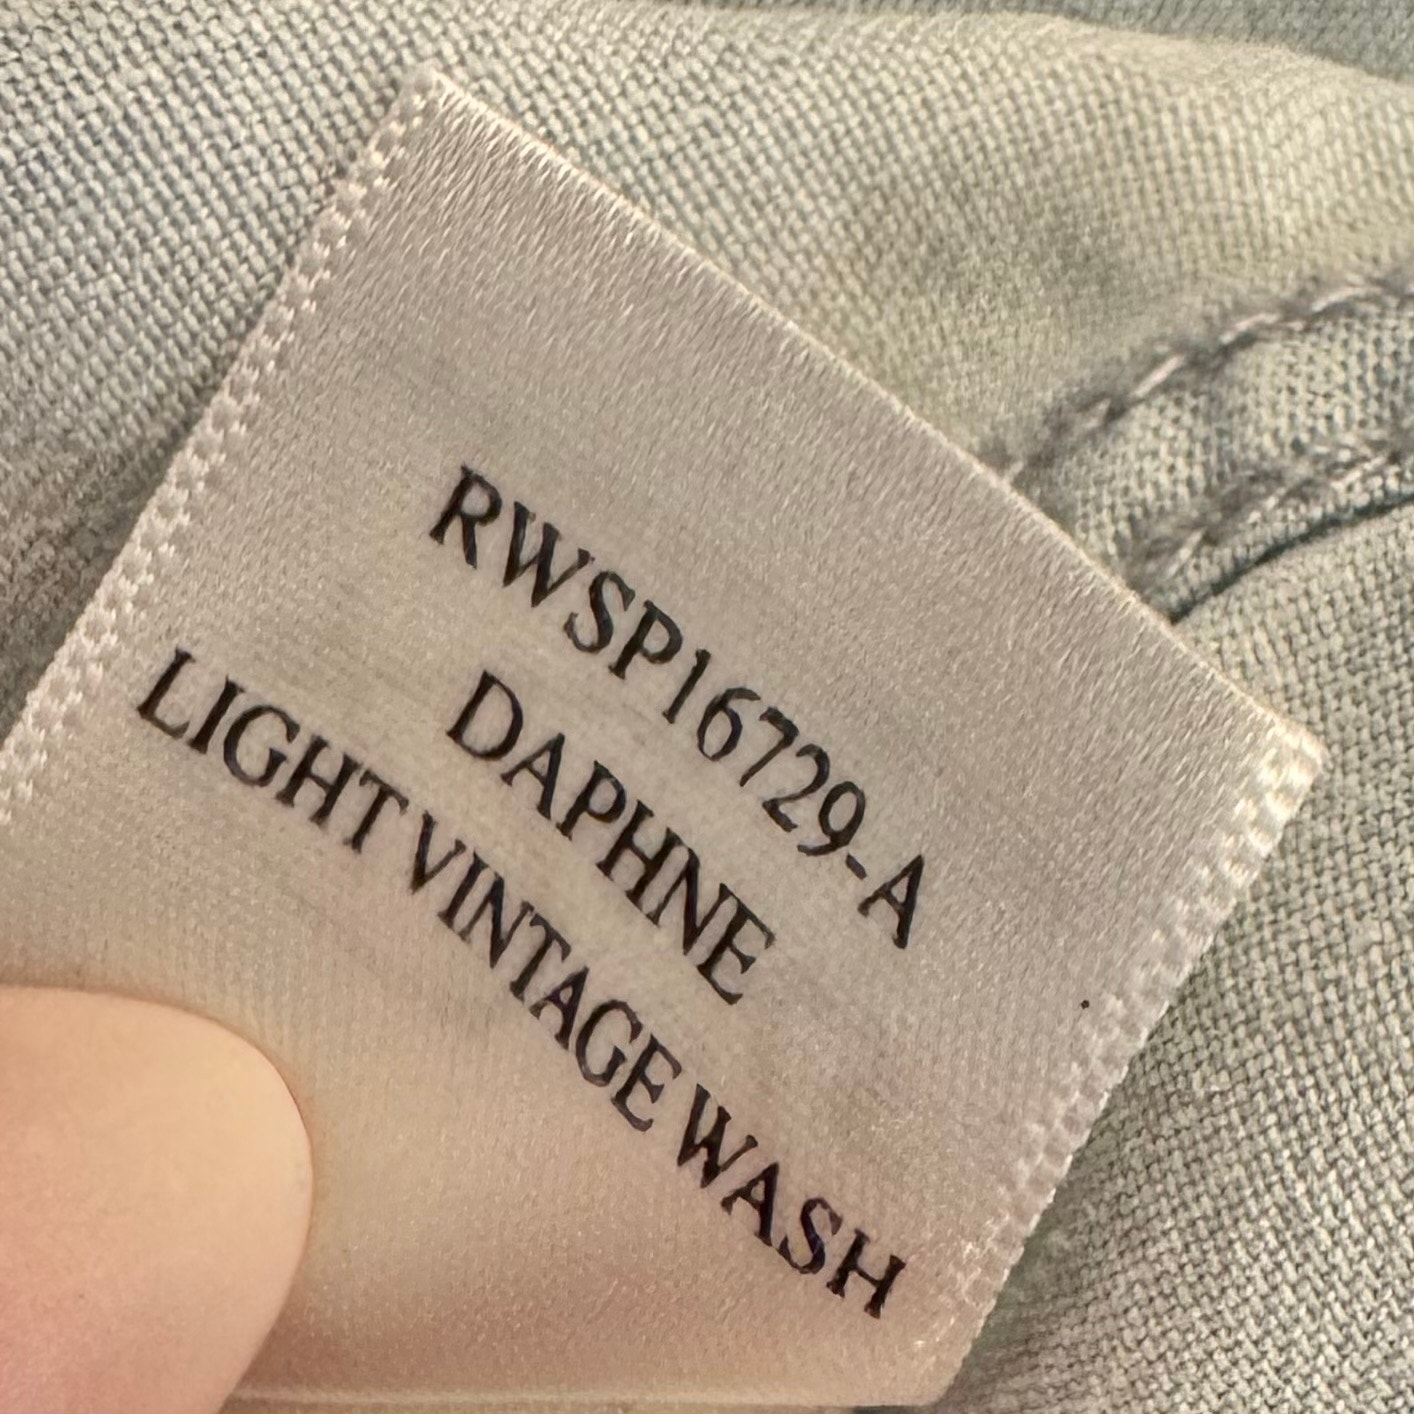 RWSP16729-A
DAPHNE
LIGHT VINTAGE WASH